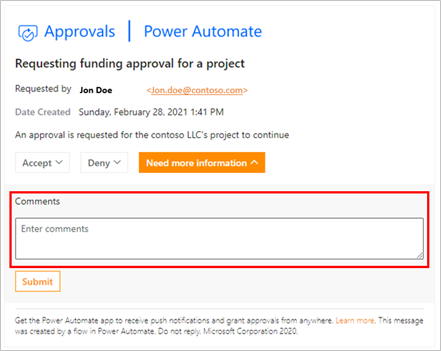 Approvals | Power Automate
Requesting funding approval for a project
Requested by Jon Doe <Jon.doe@contoso.com>
Date Created Sunday, February 28, 2021 1:41 PM
An approval is requested for the contoso LLC's project to continue
Accept Deny Need more information
Comments
Enter comments
Submit
Get the Power Automate app to receive push notifications and grant approvals from anywhere. Learn more. This message
was created by a flow in Power Automate. Do not reply. Microsoft Corporation 2020.